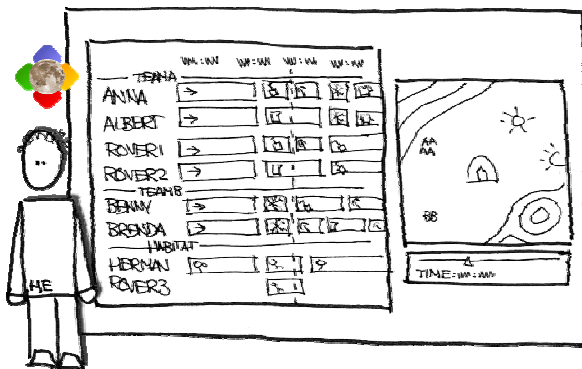 TEAM A
ANNA
ALBERT
ROVER1
ROVER2
TEAM B
BENNY
BRENDA
HABITAT
HERMAN
ROVER3
AA
AA
BB
TIME:
HE